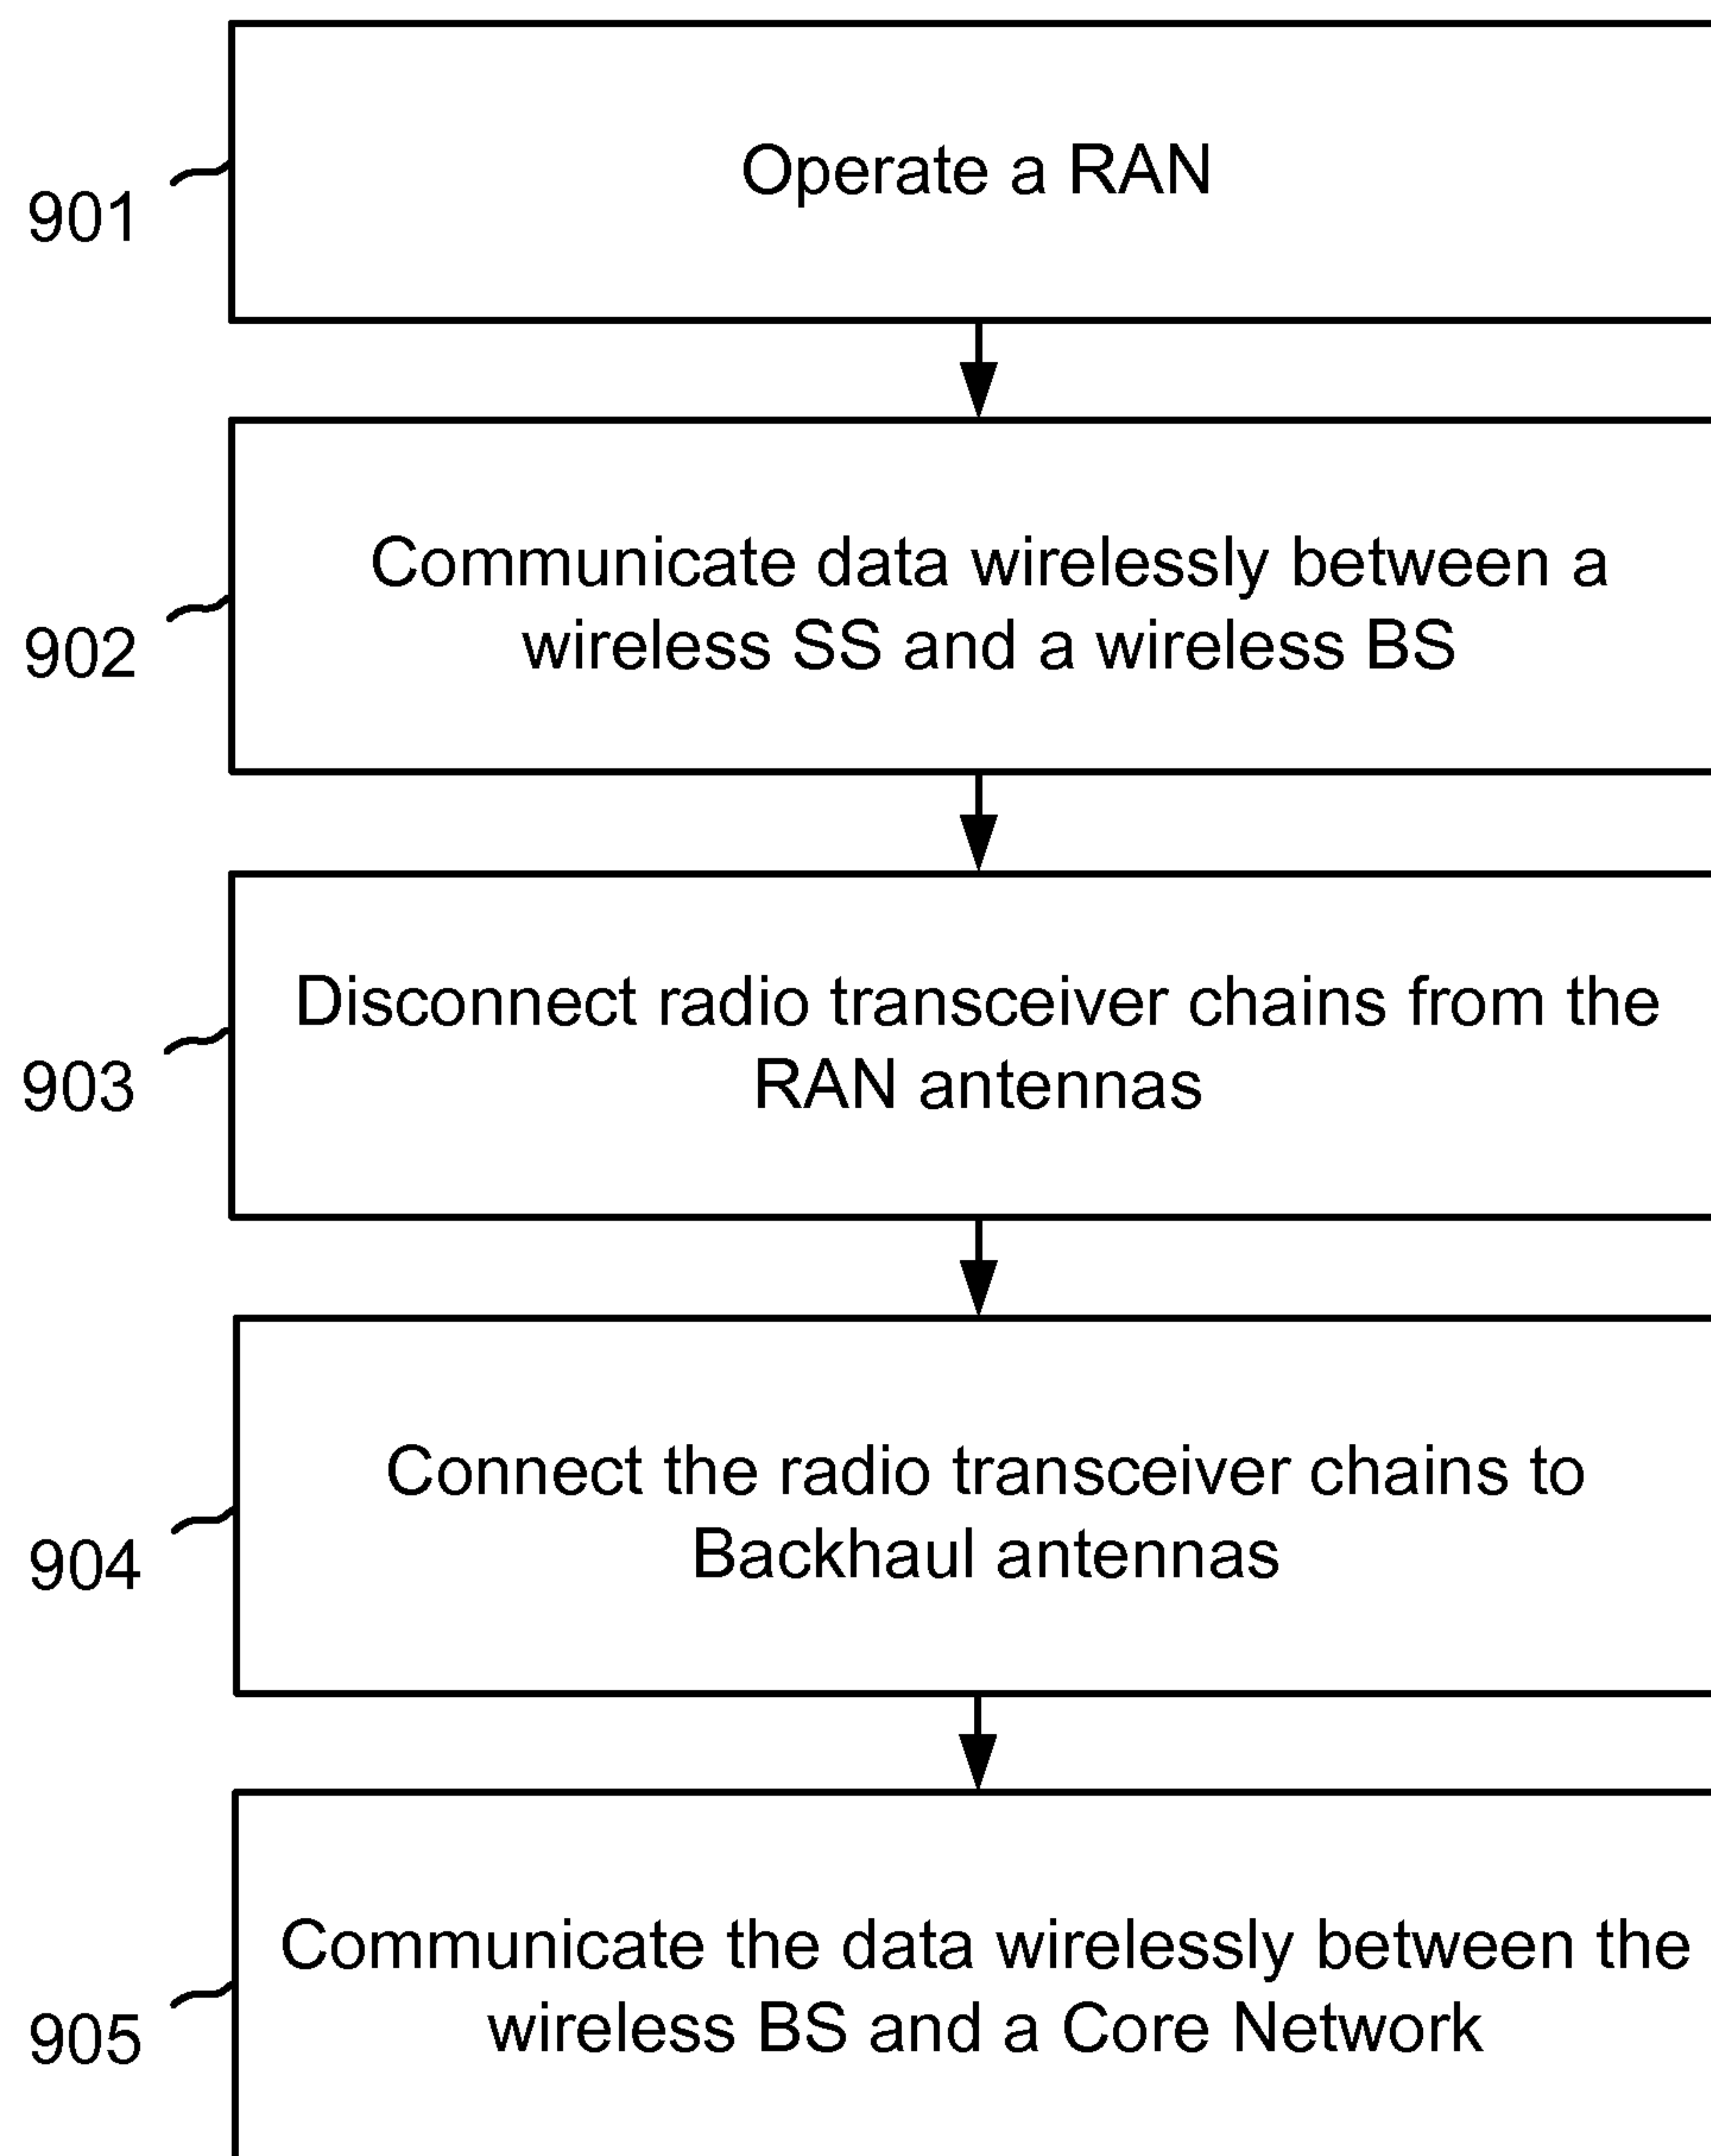 Operate a RAN
901
Communicate data wirelessly between a
wireless SS and a wireless BS
902
Disconnect radio transceiver chains from the
RAN antennas
903
Connect the radio transceiver chains to
Backhaul antennas
904
Communicate the data wirelessly between the
wireless BS and a Core Network
905